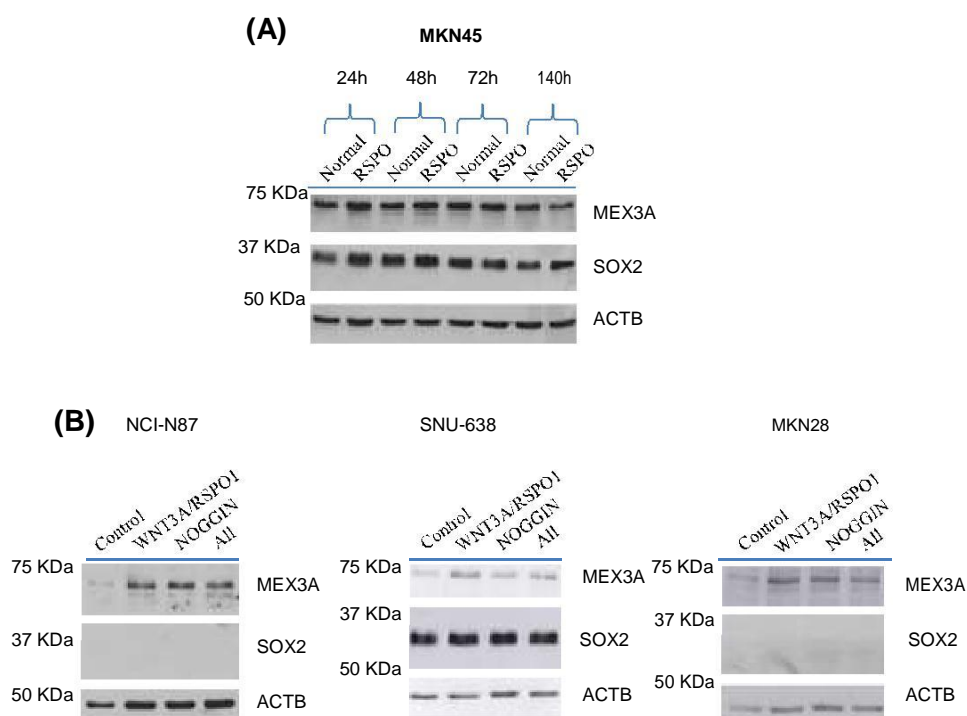 (A)
MKN45
24h 48h 72h 140h
Normal RSPO Normal RSPO Normal RSPO Normal RSPO
75 KDa
MEX3A
37 KDa
SOX2
50 KDa
ACTB
(B)
NCI-N87
Control WNT3A/RSPO1 NOGGIN All
75 KDa
MEX3A
37 KDa
SOX2
50 KDa
ACTB
SNU-638
Control WNT3A/RSPO1 NOGGIN All
75 KDa
MEX3A
37 KDa
SOX2
50 KDa
ACTB
MKN28
Control WNT3A/RSPO1 NOGGIN All
75 KDa
MEX3A
37 KDa
SOX2
50 KDa
ACTB